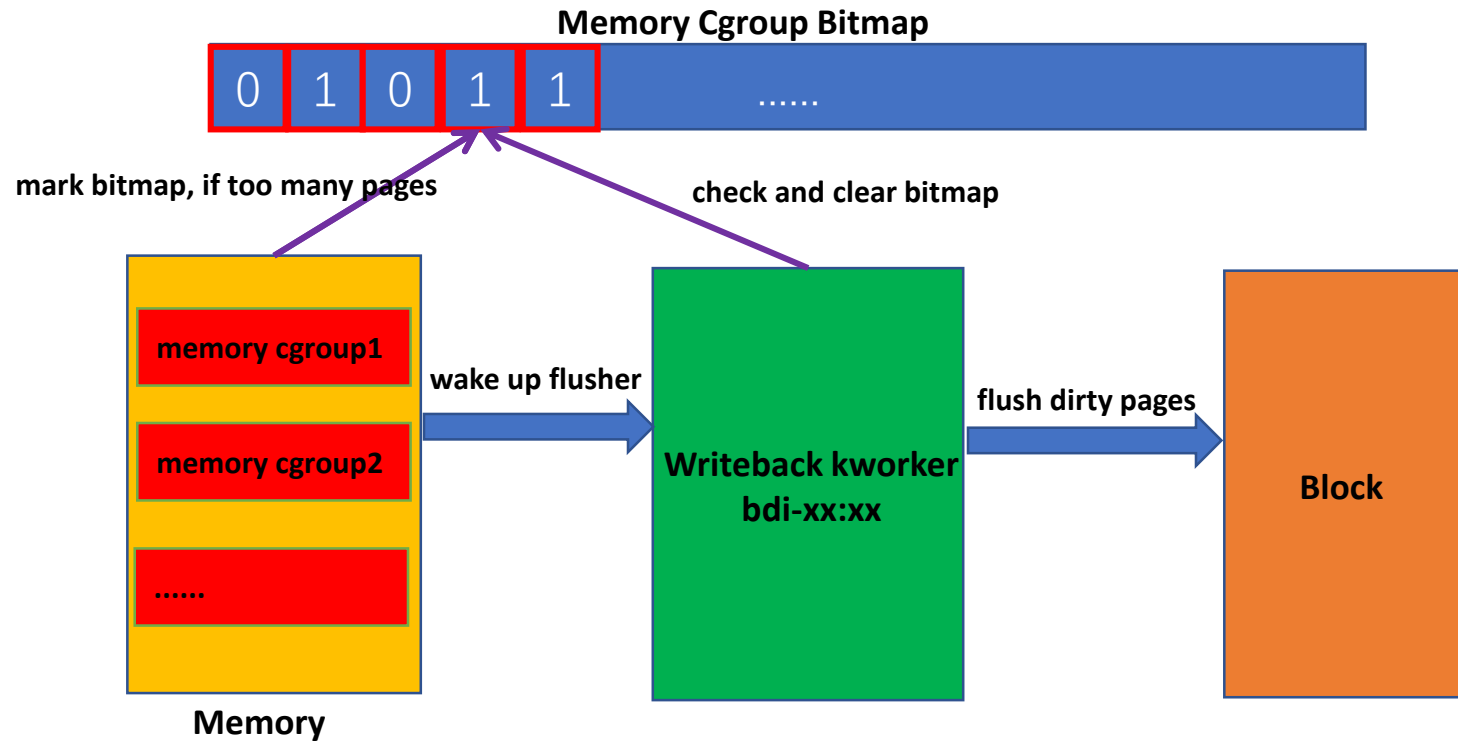 Memory Cgroup Bitmap
0 1 0 1 1 ......
mark bitmap, if too many pages
check and clear bitmap
memory cgroup1
memory cgroup2
......
Memory
wake up flusher
Writeback kworker
bdi-xx:xx
flush dirty pages
Block